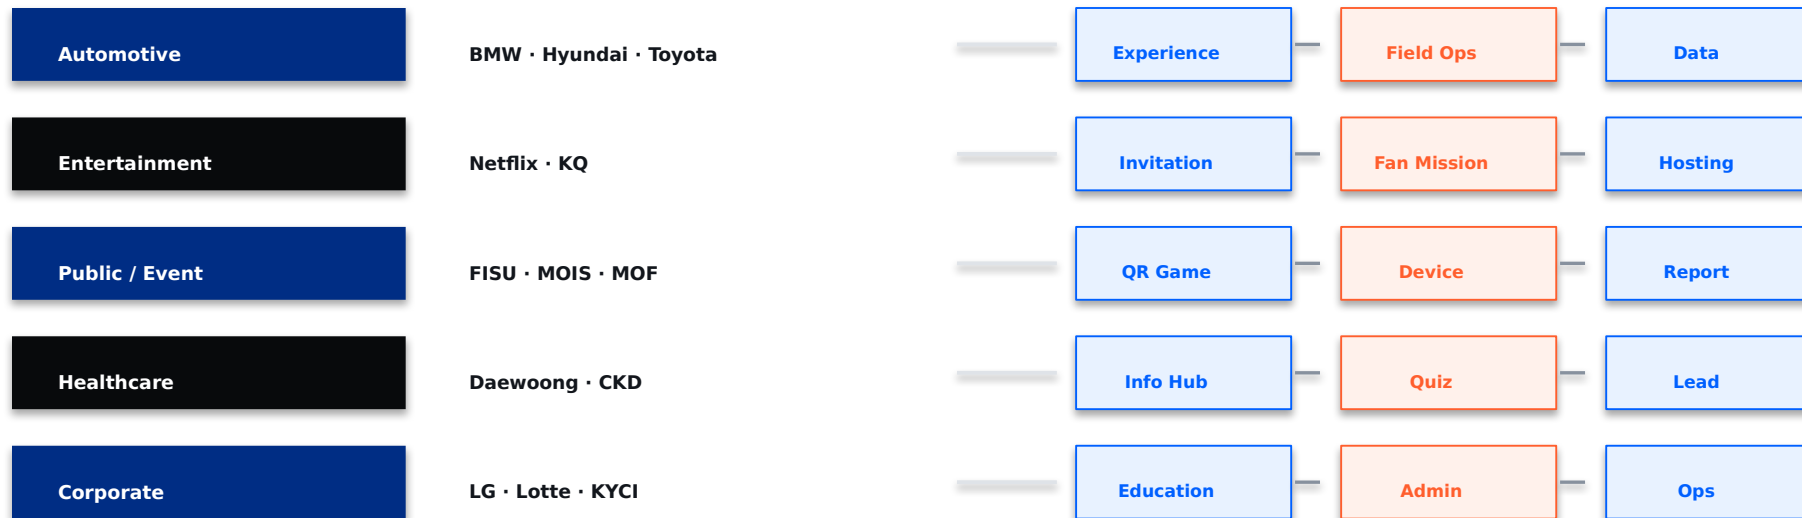 Automotive BMW · Hyundai · Toyota Experience Field Ops Data
Entertainment Netflix · KQ Invitation Fan Mission Hosting
Public / Event FISU · MOIS · MOF QR Game Device Report
Healthcare Daewoong · CKD Info Hub Quiz Lead
Corporate LG · Lotte · KYCI Education Admin Ops